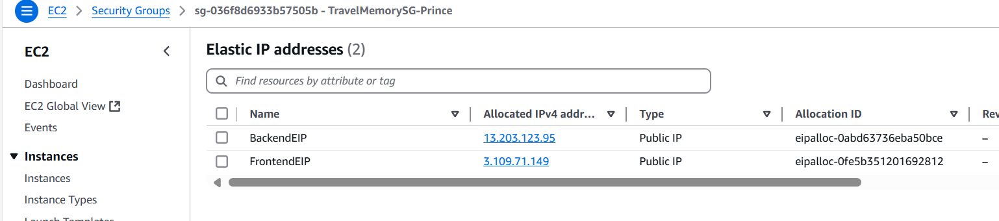 EC2 > Security Groups > sg-036f8d6933b57505b - TravelMemorySG-Prince
EC2
Dashboard
EC2 Global View
Events
Instances
Instances
Instance Types
Launch Templates
Elastic IP addresses (2)
Find resources by attribute or tag
Name Allocated IPv4 addr... Type Allocation ID Rev
BackendEIP 13.203.123.95 Public IP eipalloc-0abd63736eba50bce –
FrontendEIP 3.109.71.149 Public IP eipalloc-0fe5b351201692812 –